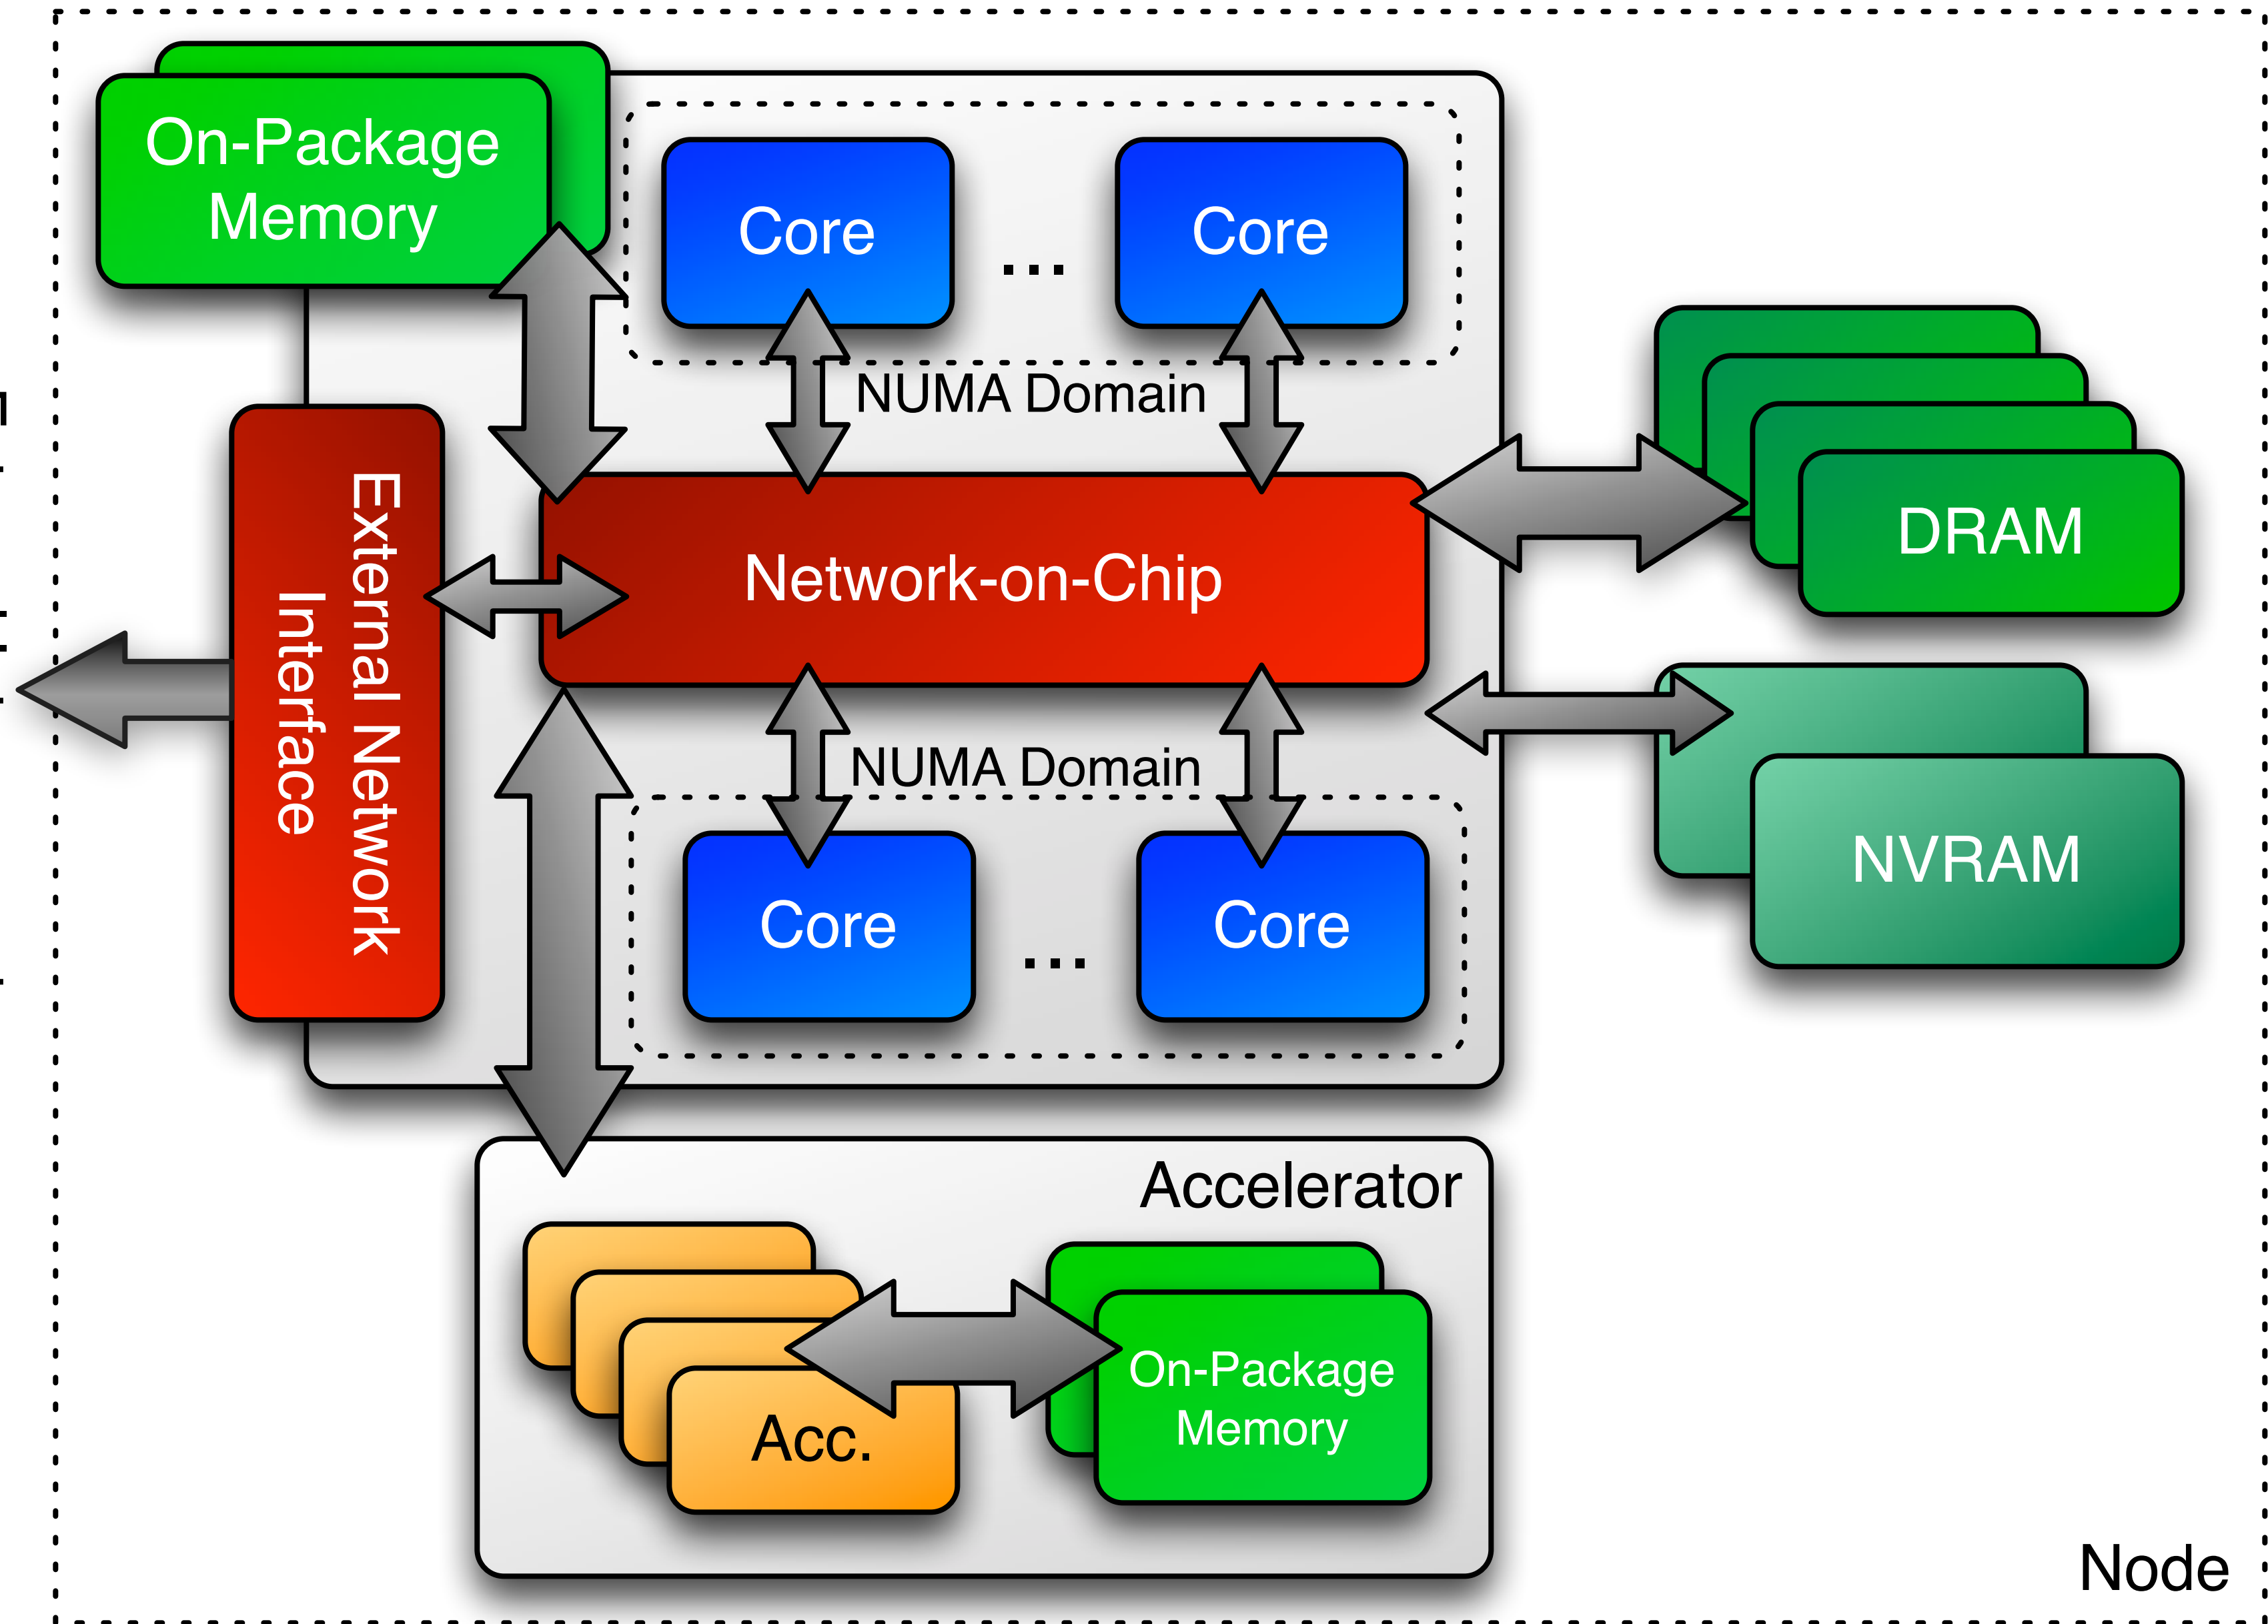 On-Package
Memory
Core
...
Core
NUMA Domain
External Network
Interface
Network-on-Chip
DRAM
NUMA Domain
NVRAM
Core
...
Core
Accelerator
Acc.
On-Package
Memory
Node